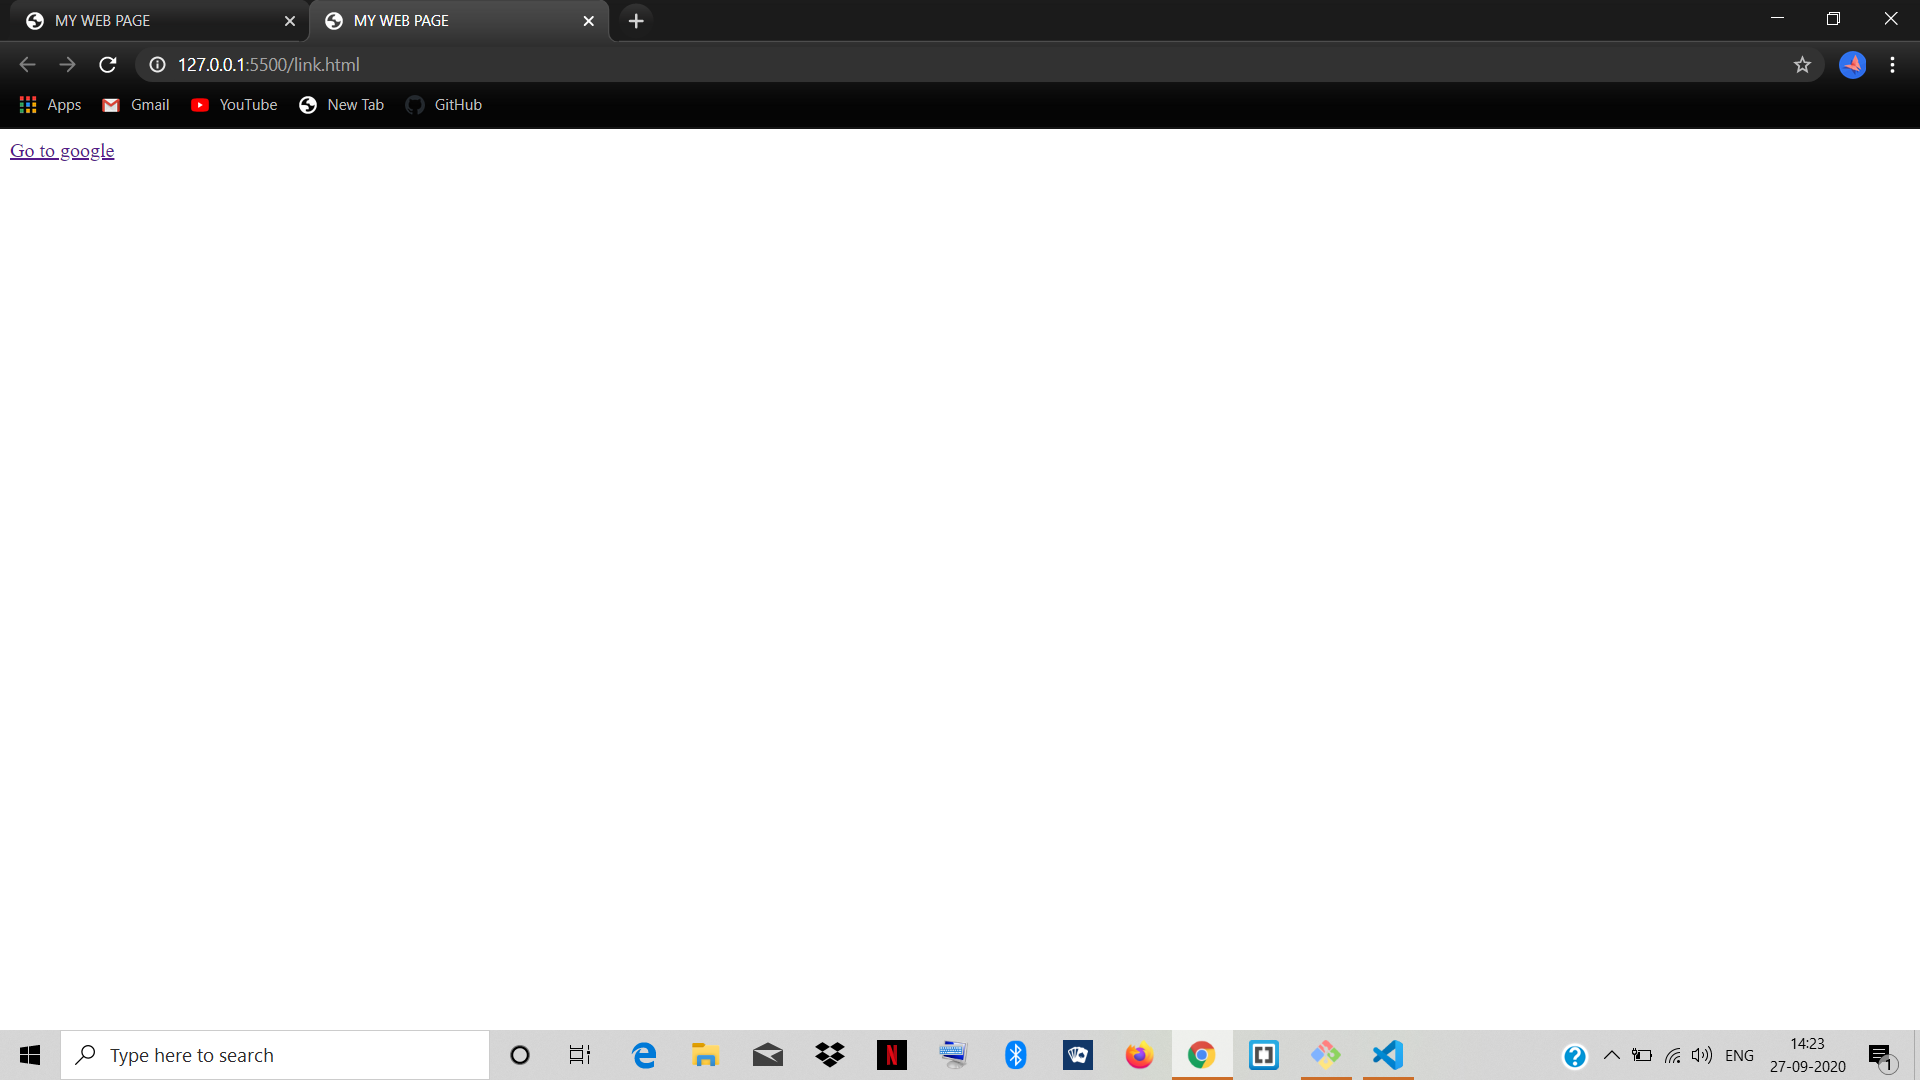 MY WEB PAGE
MY WEB PAGE
127.0.0.1:5500/link.html
Apps Gmail YouTube New Tab GitHub
Go to google
Type here to search
N
ENG
14:23
27-09-2020
1